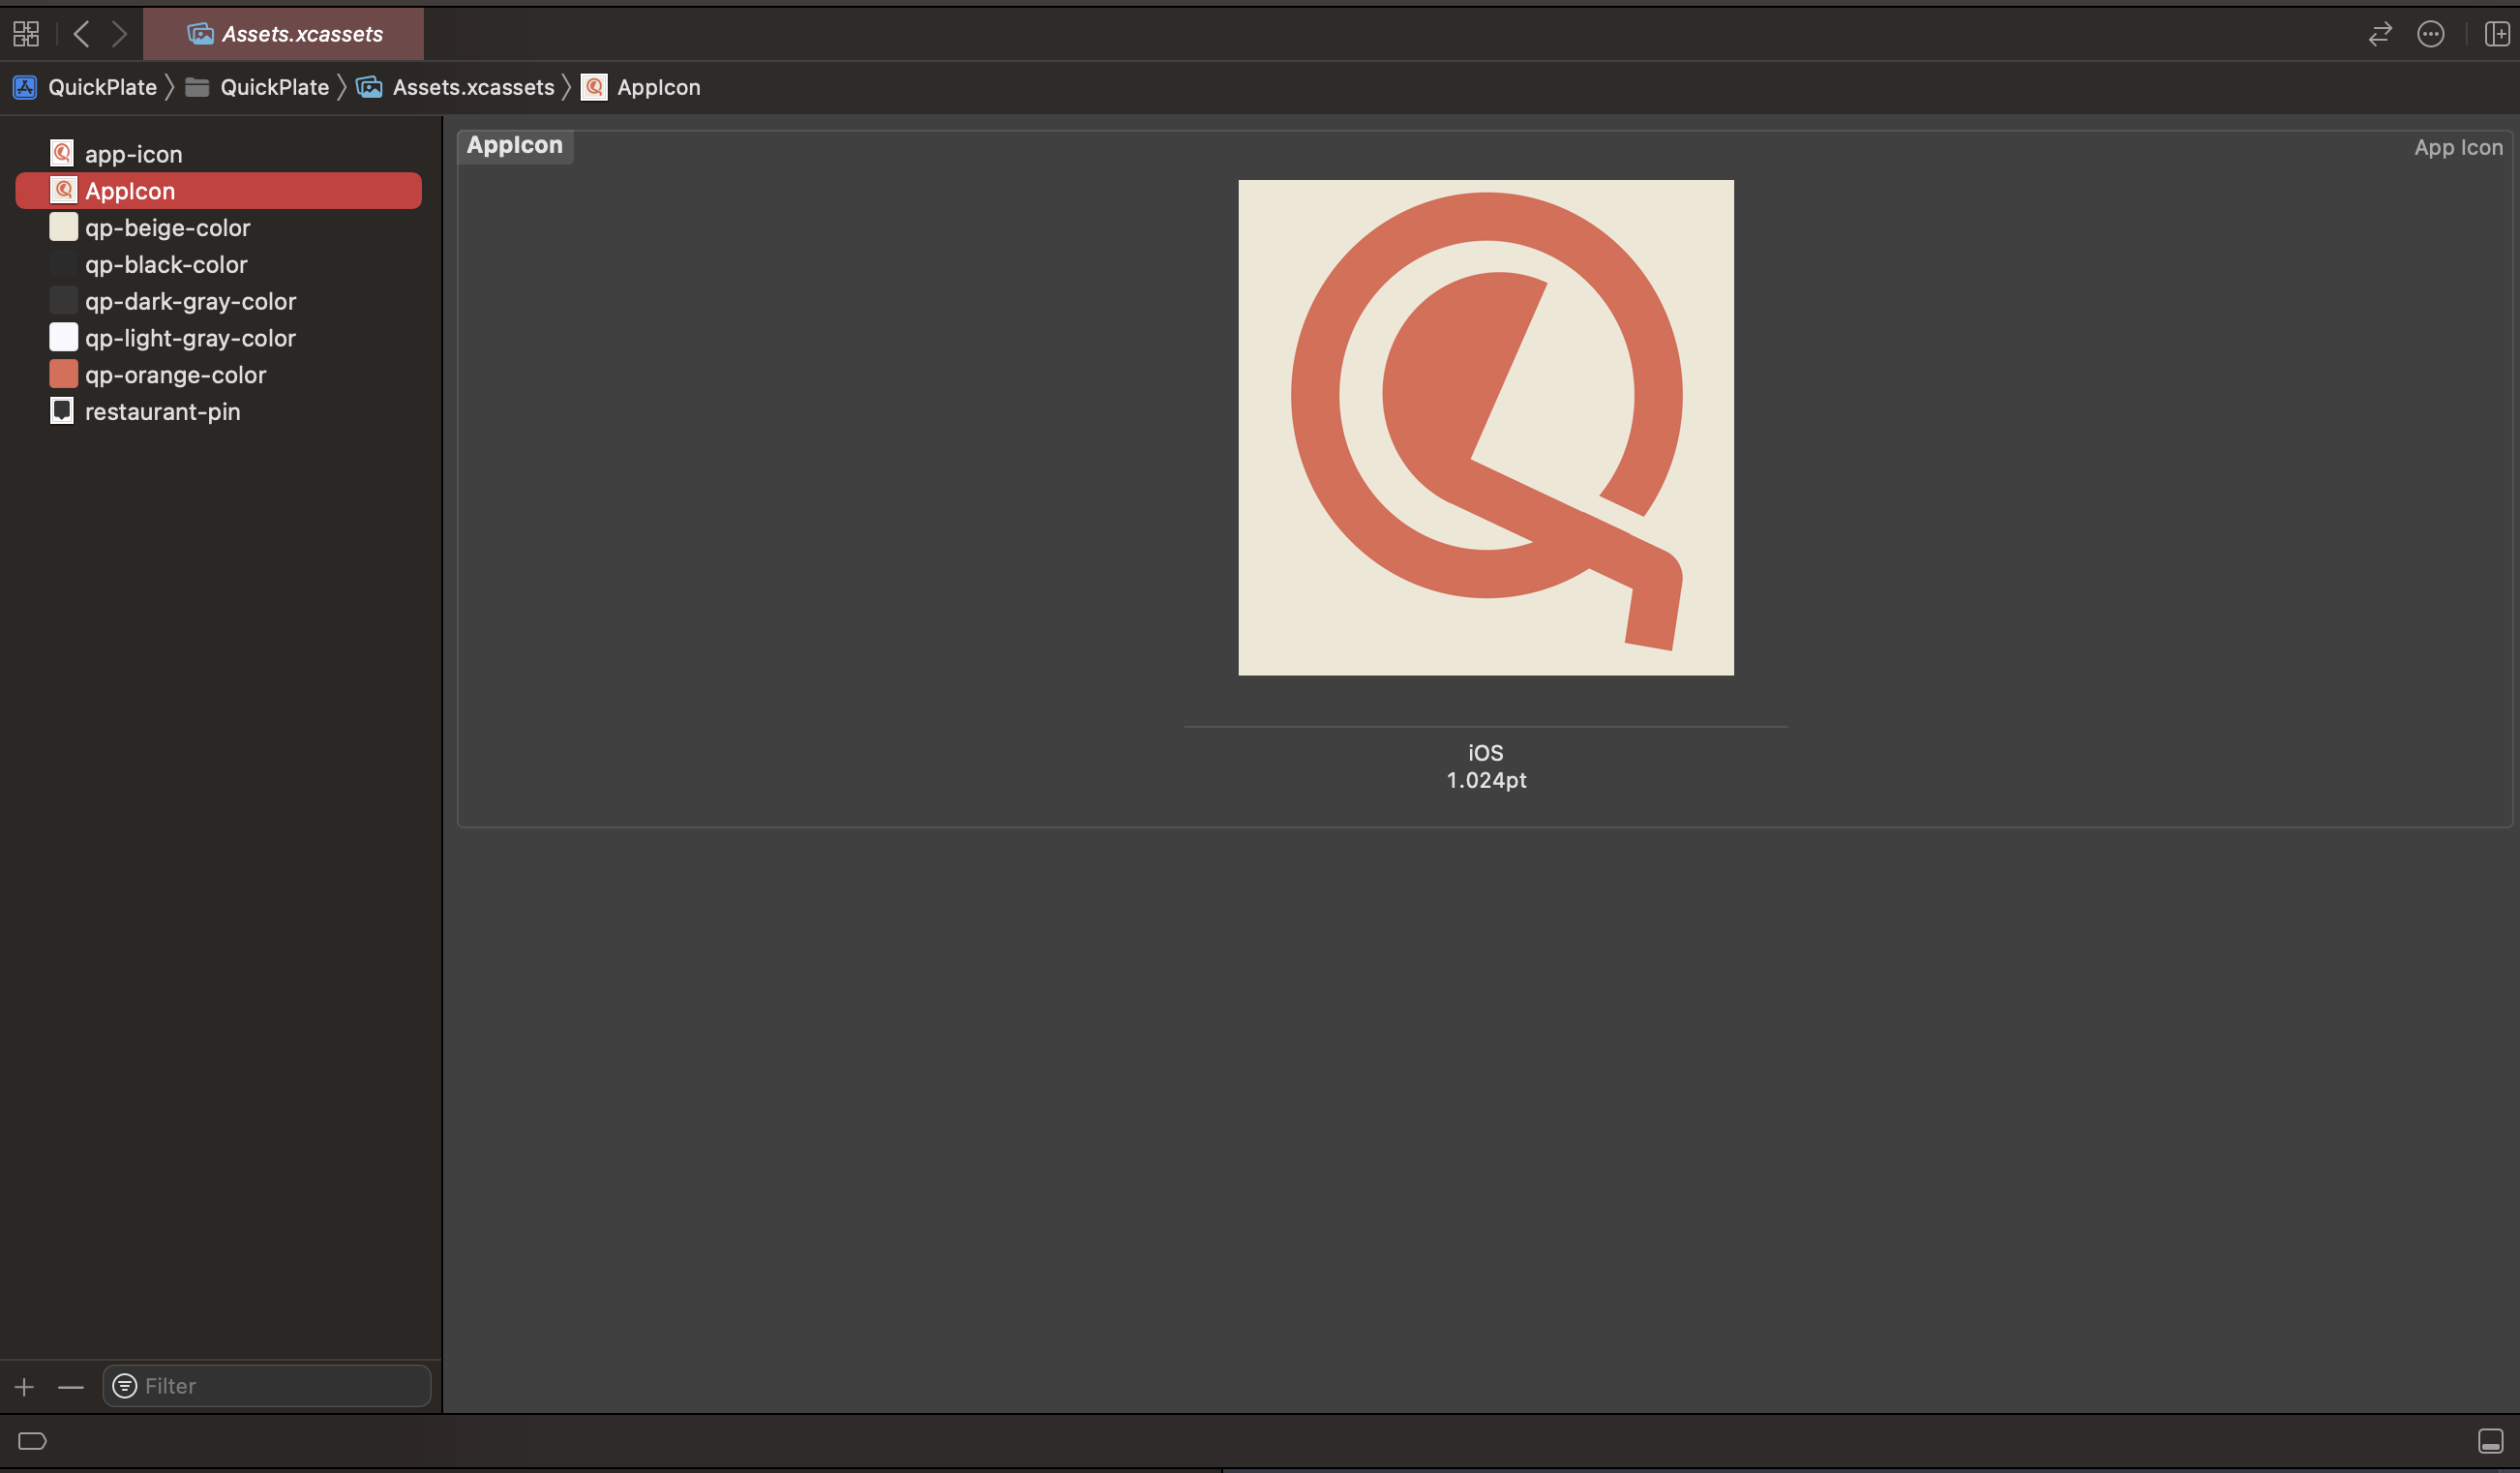 Assets.xcassets
QuickPlate QuickPlate Assets.xcassets AppIcon
app-icon
AppIcon
qp-beige-color
qp-black-color
qp-dark-gray-color
qp-light-gray-color
qp-orange-color
restaurant-pin
AppIcon
App Icon
iOS
1.024pt
Filter